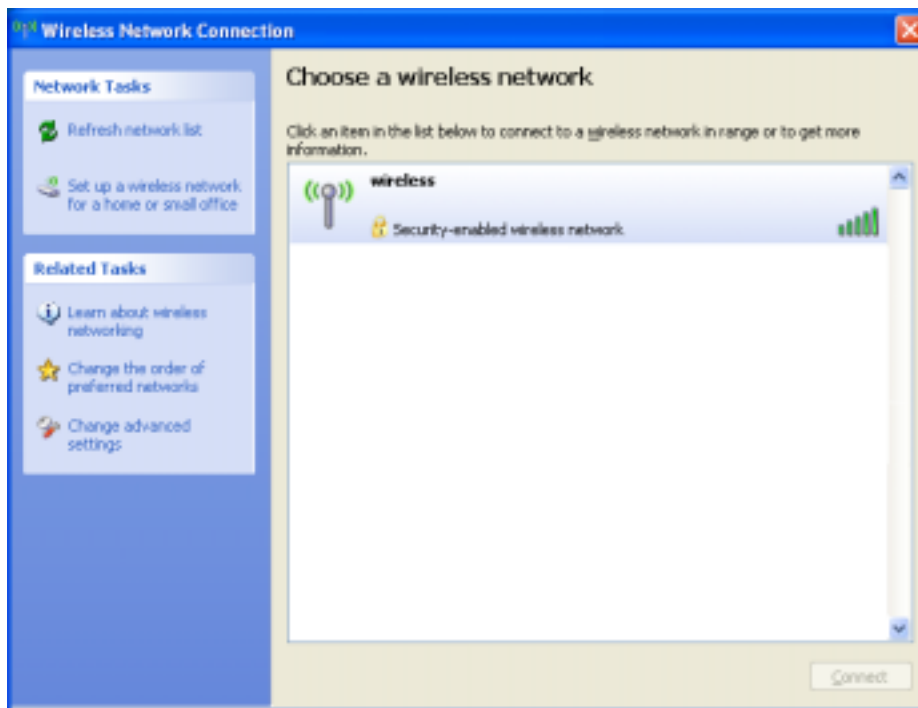 Wireless Network Connection
Network Tasks
Refresh network list
Set up a wireless network
for a home or small office
Related Tasks
Learn about wireless
networking
Change the order of
preferred networks
Change advanced
settings
Choose a wireless network
Click an item in the list below to connect to a wireless network in range or to get more
information.
wireless
Security-enabled wireless network
Connect